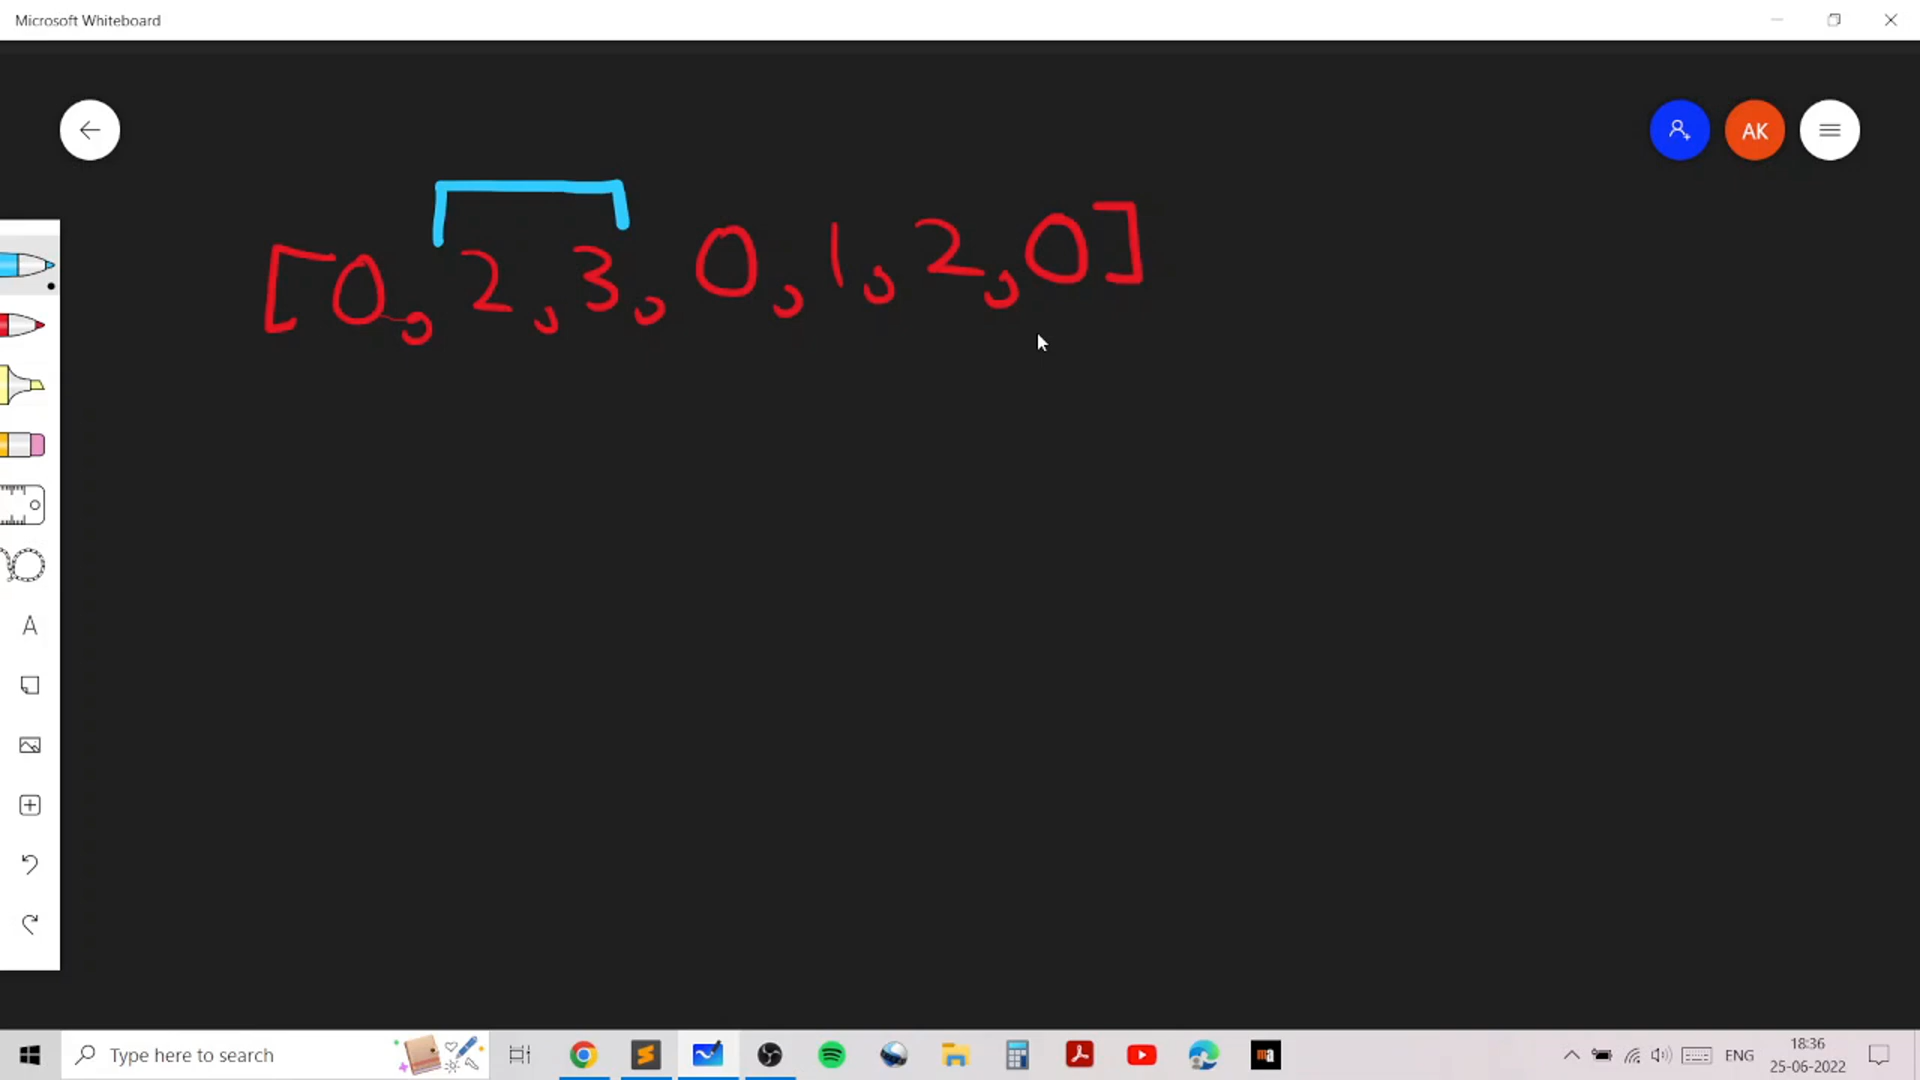 Microsoft Whiteboard
AK
[0, 2, 3, 0, 1, 2, 0]
A
Type here to search
ma
ENG
18:36
25-06-2022